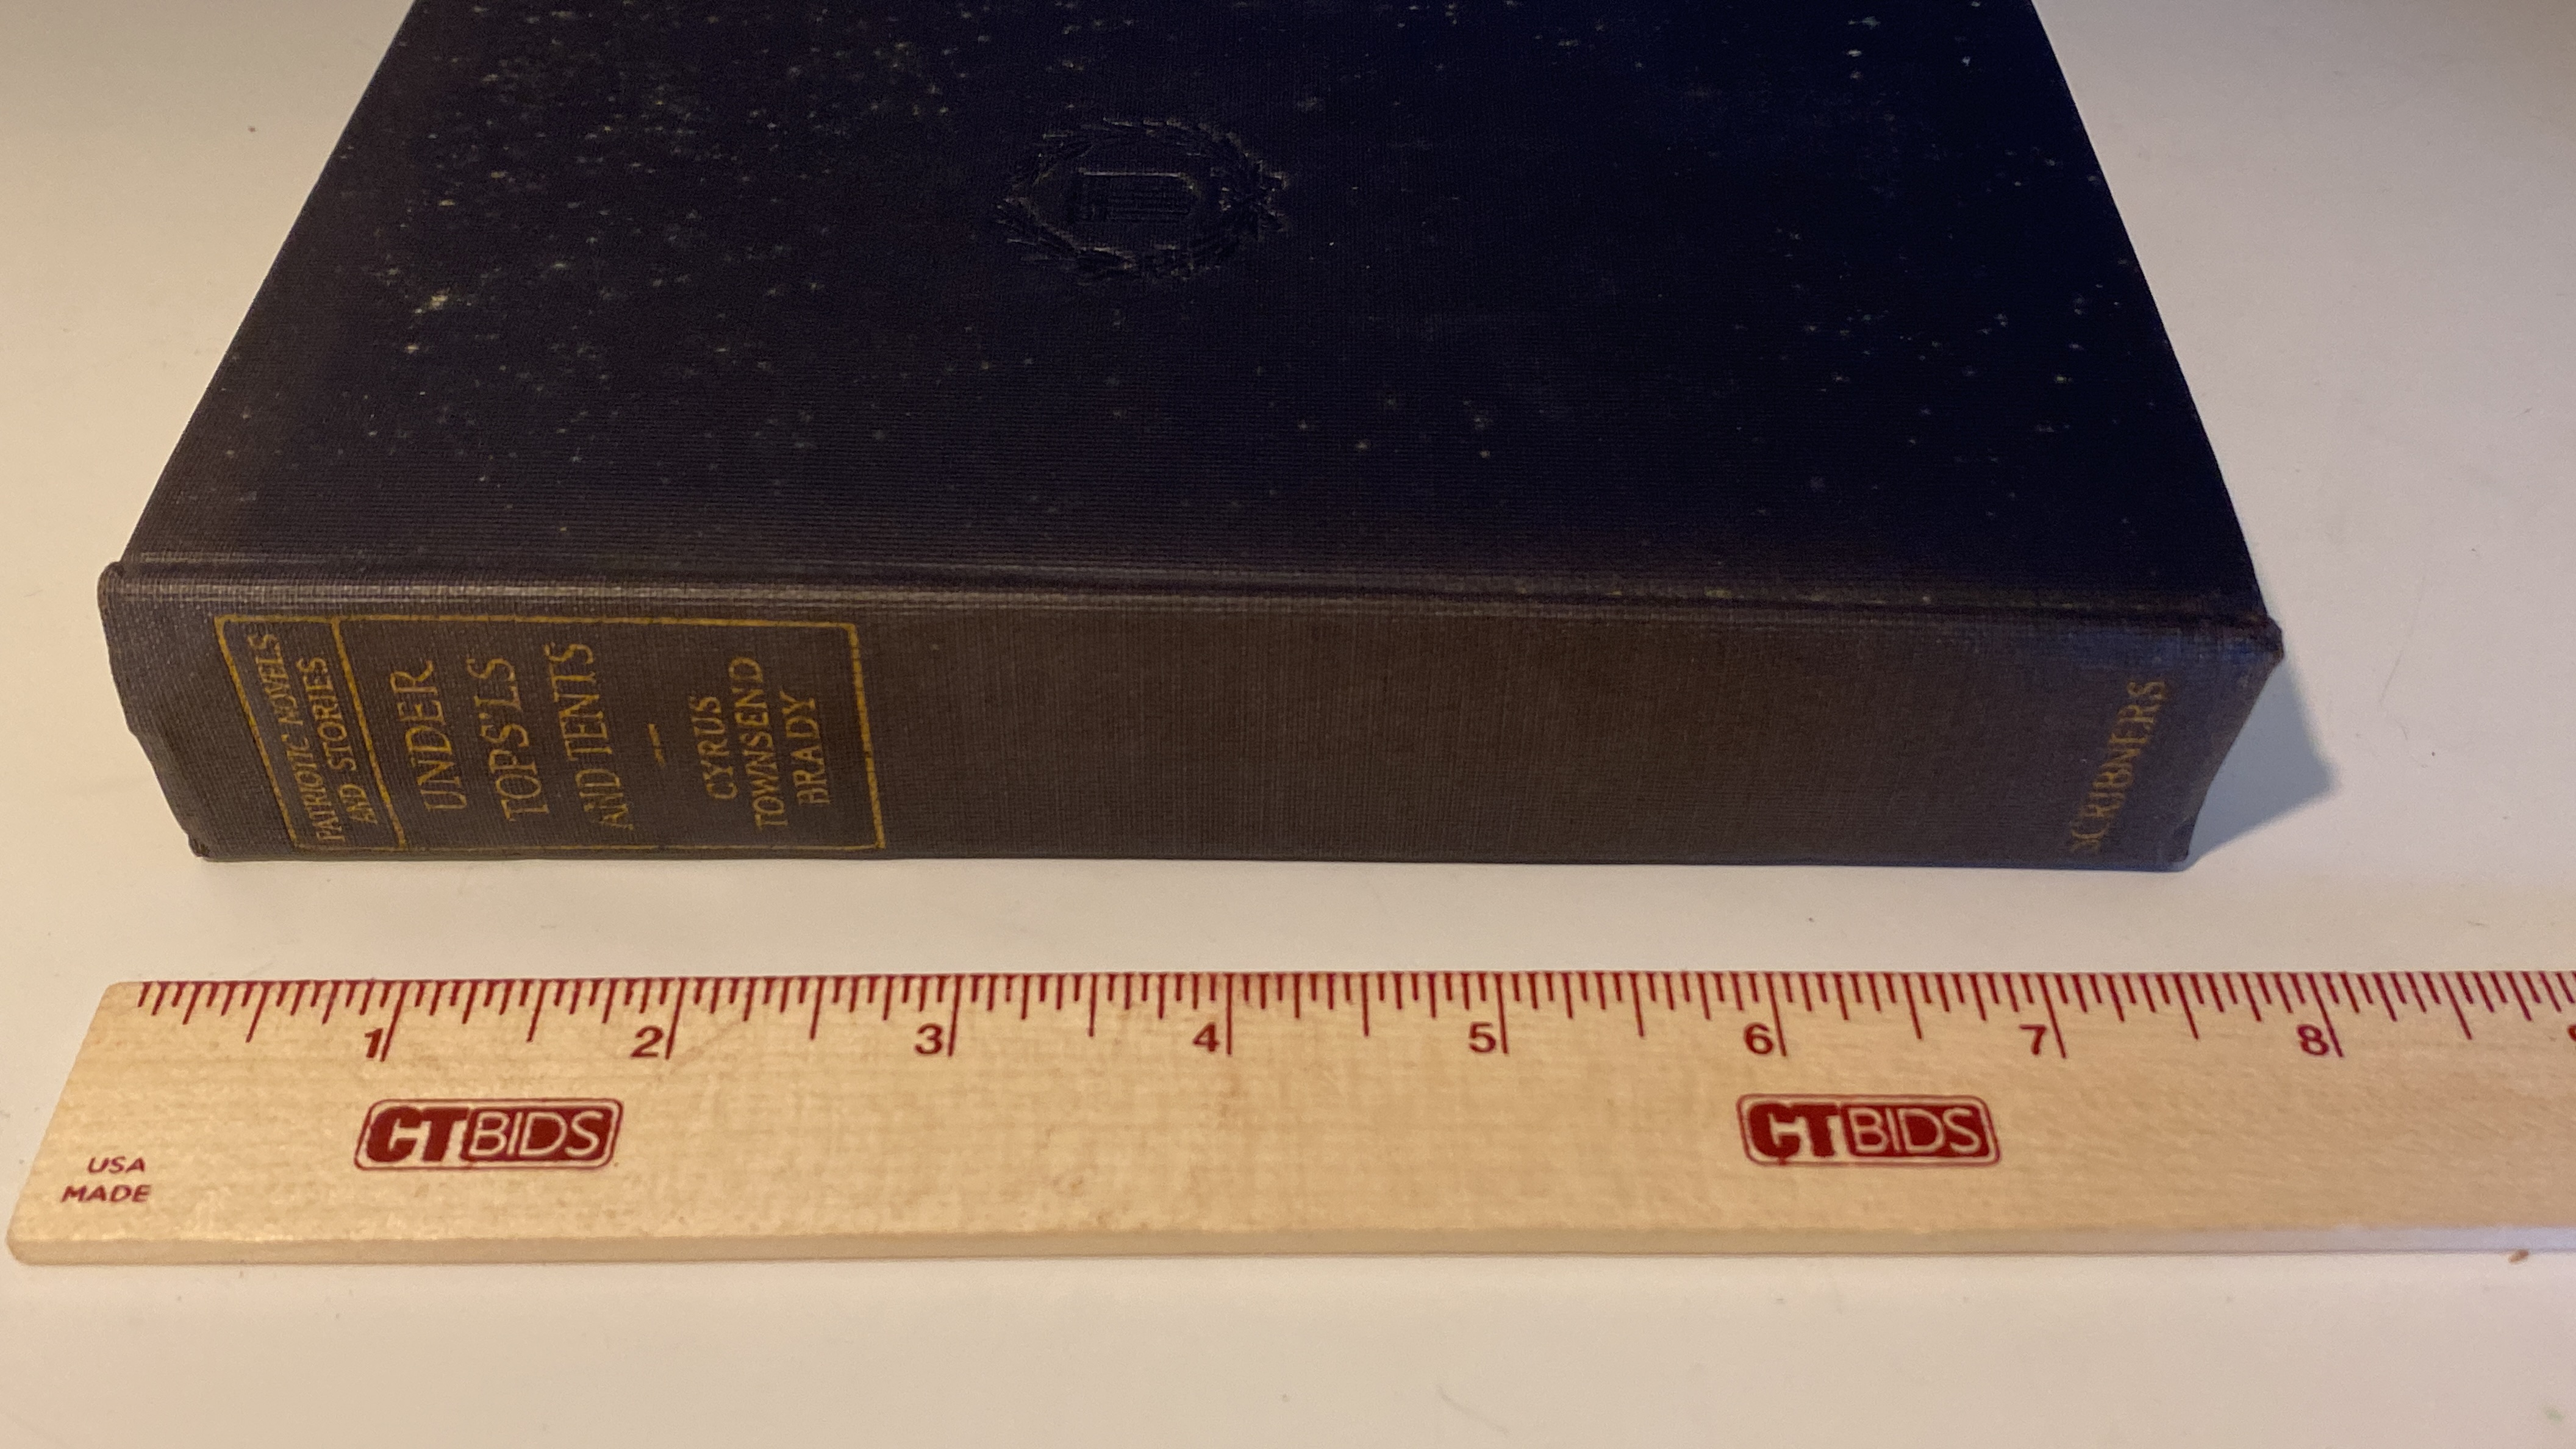 PATRIOTIC NOVELS
AND STORIES
UNDER
TOPS'LS
AND TENTS
CYRUS
TOWNSEND
BRADY
SCRIBNERS
1 2 3 4 5 6 7 8
CTBIDS CTBIDS
USA
MADE